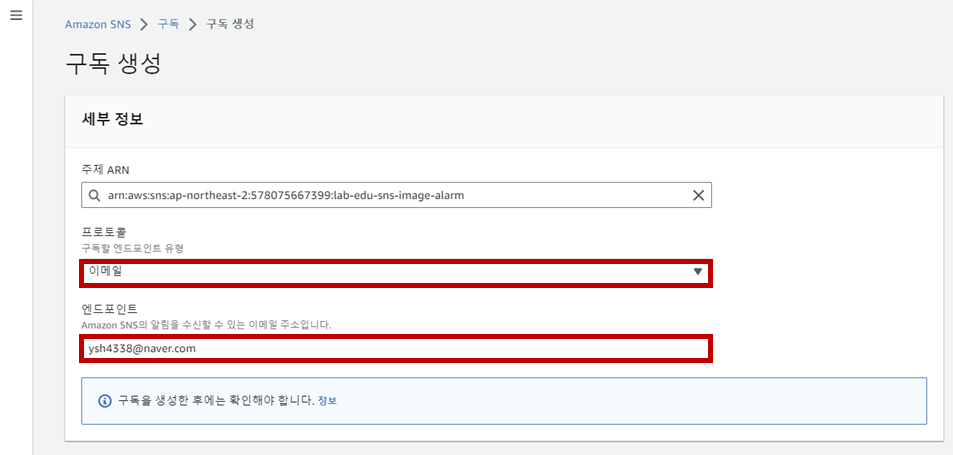 Amazon SNS > 구독 > 구독 생성
구독 생성
세부 정보
주제 ARN
arn:aws:sns:ap-northeast-2:578075667399:lab-edu-sns-image-alarm
프로토콜
구독할 엔드포인트 유형
이메일
엔드포인트
Amazon SNS의 알림을 수신할 수 있는 이메일 주소입니다.
ysh4338@naver.com
구독을 생성한 후에는 확인해야 합니다. 정보